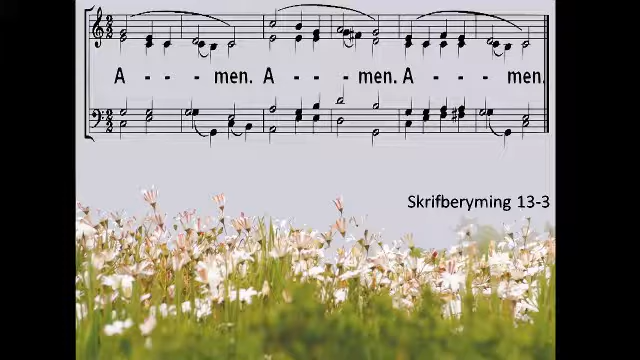 A - - - men. A - - - men. A - - - men.
Skrifberyming 13-3